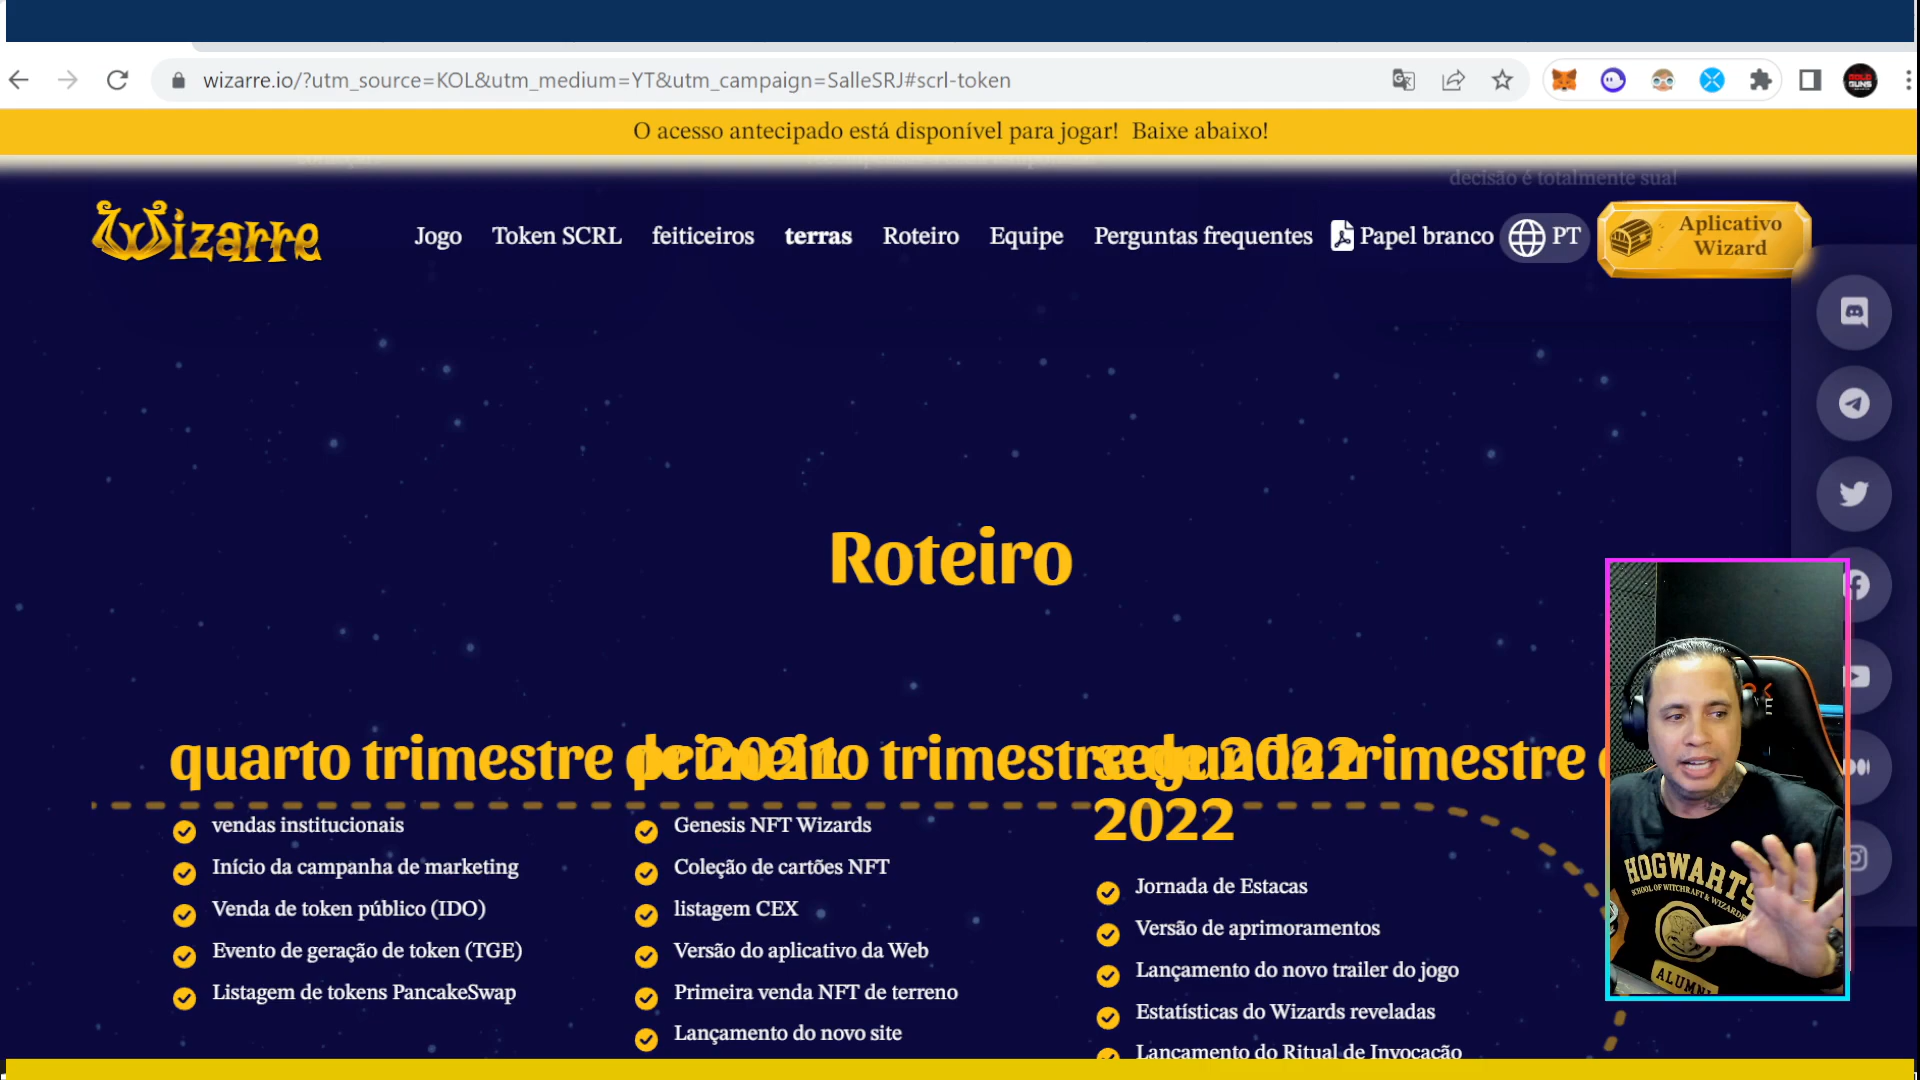 wizarre.io/?utm_source=KOL&utm_medium=YT&utm_campaign=SalleSRJ#scrl-token
O acesso antecipado está disponível para jogar!  Baixe abaixo!
decisão é totalmente sua!
Wizarre
Jogo
Token SCRL
feiticeiros
terras
Roteiro
Equipe
Perguntas frequentes
Papel branco
PT
Aplicativo
Wizard
Roteiro
quarto trimestre de 2021
vendas institucionais
Início da campanha de marketing
Venda de token público (IDO)
Evento de geração de token (TGE)
Listagem de tokens PancakeSwap
primeiro trimestre de 2022
Genesis NFT Wizards
Coleção de cartões NFT
listagem CEX
Versão do aplicativo da Web
Primeira venda NFT de terreno
Lançamento do novo site
segundo trimestre
2022
Jornada de Estacas
Versão de aprimoramentos
Lançamento do novo trailer do jogo
Estatísticas do Wizards reveladas
Lançamento do Ritual de Invocação
HOGWARTS
SCHOOL OF WITCHCRAFT & WIZARDRY
ALUMNI